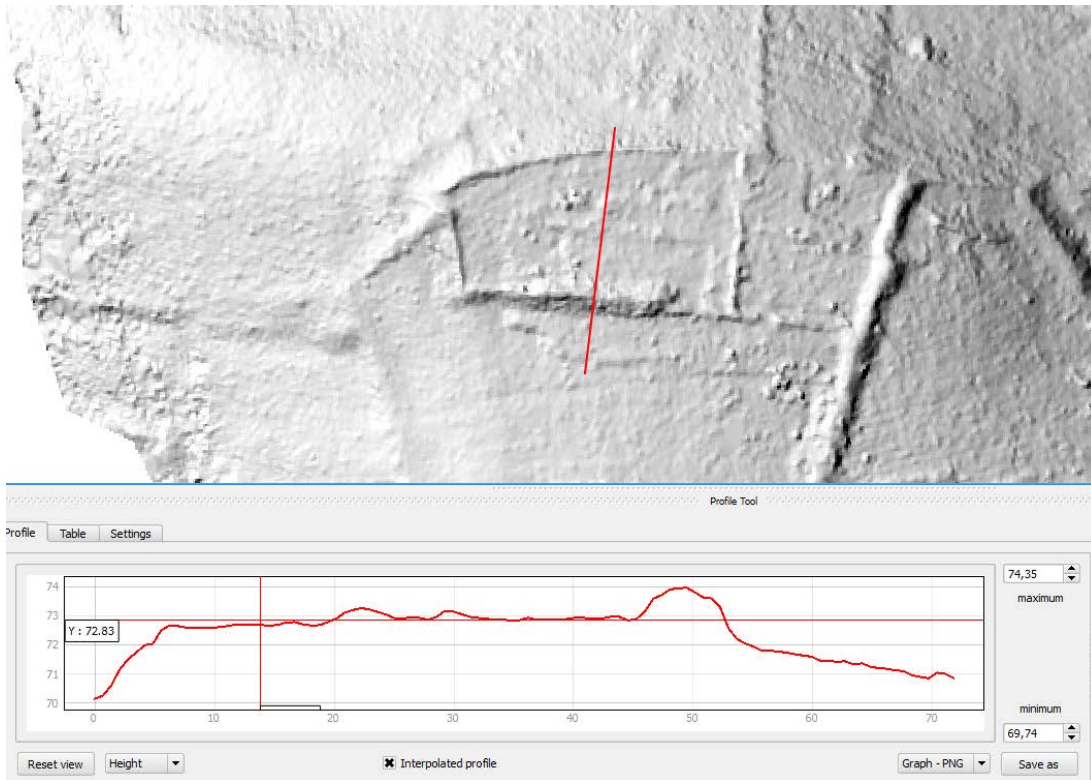 Profile Tool
Profile Table Settings
74
73
72
71
70
Y : 72.83
0 10 20 30 40 50 60 70
74,35
maximum
minimum
69,74
Reset view Height Interpolated profile Graph - PNG Save as